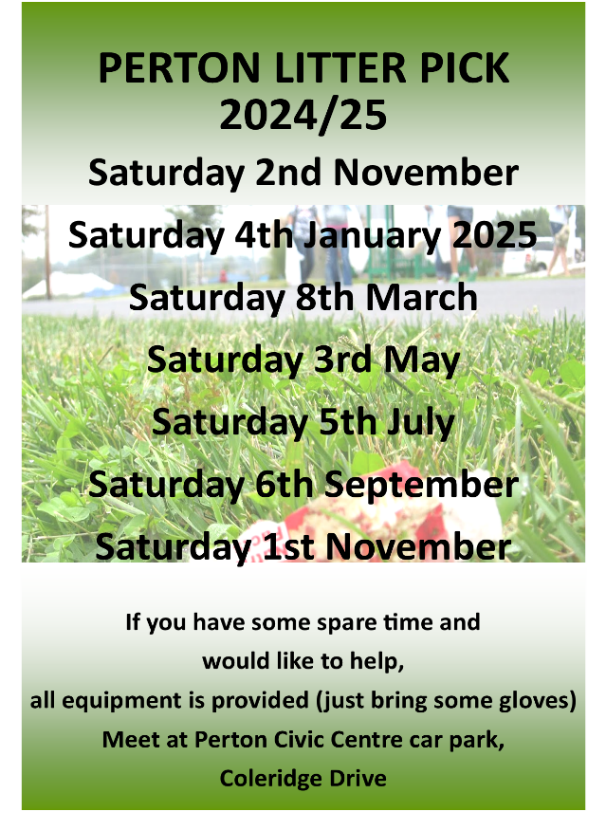 PERTON LITTER PICK
2024/25
Saturday 2nd November
Saturday 4th January 2025
Saturday 8th March
Saturday 3rd May
Saturday 5th July
Saturday 6th September
Saturday 1st November
If you have some spare time and
would like to help,
all equipment is provided (just bring some gloves)
Meet at Perton Civic Centre car park,
Coleridge Drive